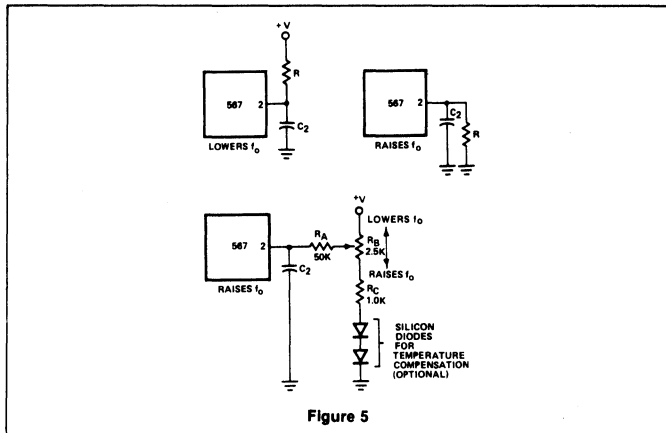 +V
R
567 2
C2
LOWERS fo
567 2
C2
R
RAISES fo
+V
LOWERS fo
RA
50K
RB
2.5K
RAISES fo
567 2
C2
RAISES fo
RC
1.0K
SILICON
DIODES
FOR
TEMPERATURE
COMPENSATION
(OPTIONAL)
Figure 5